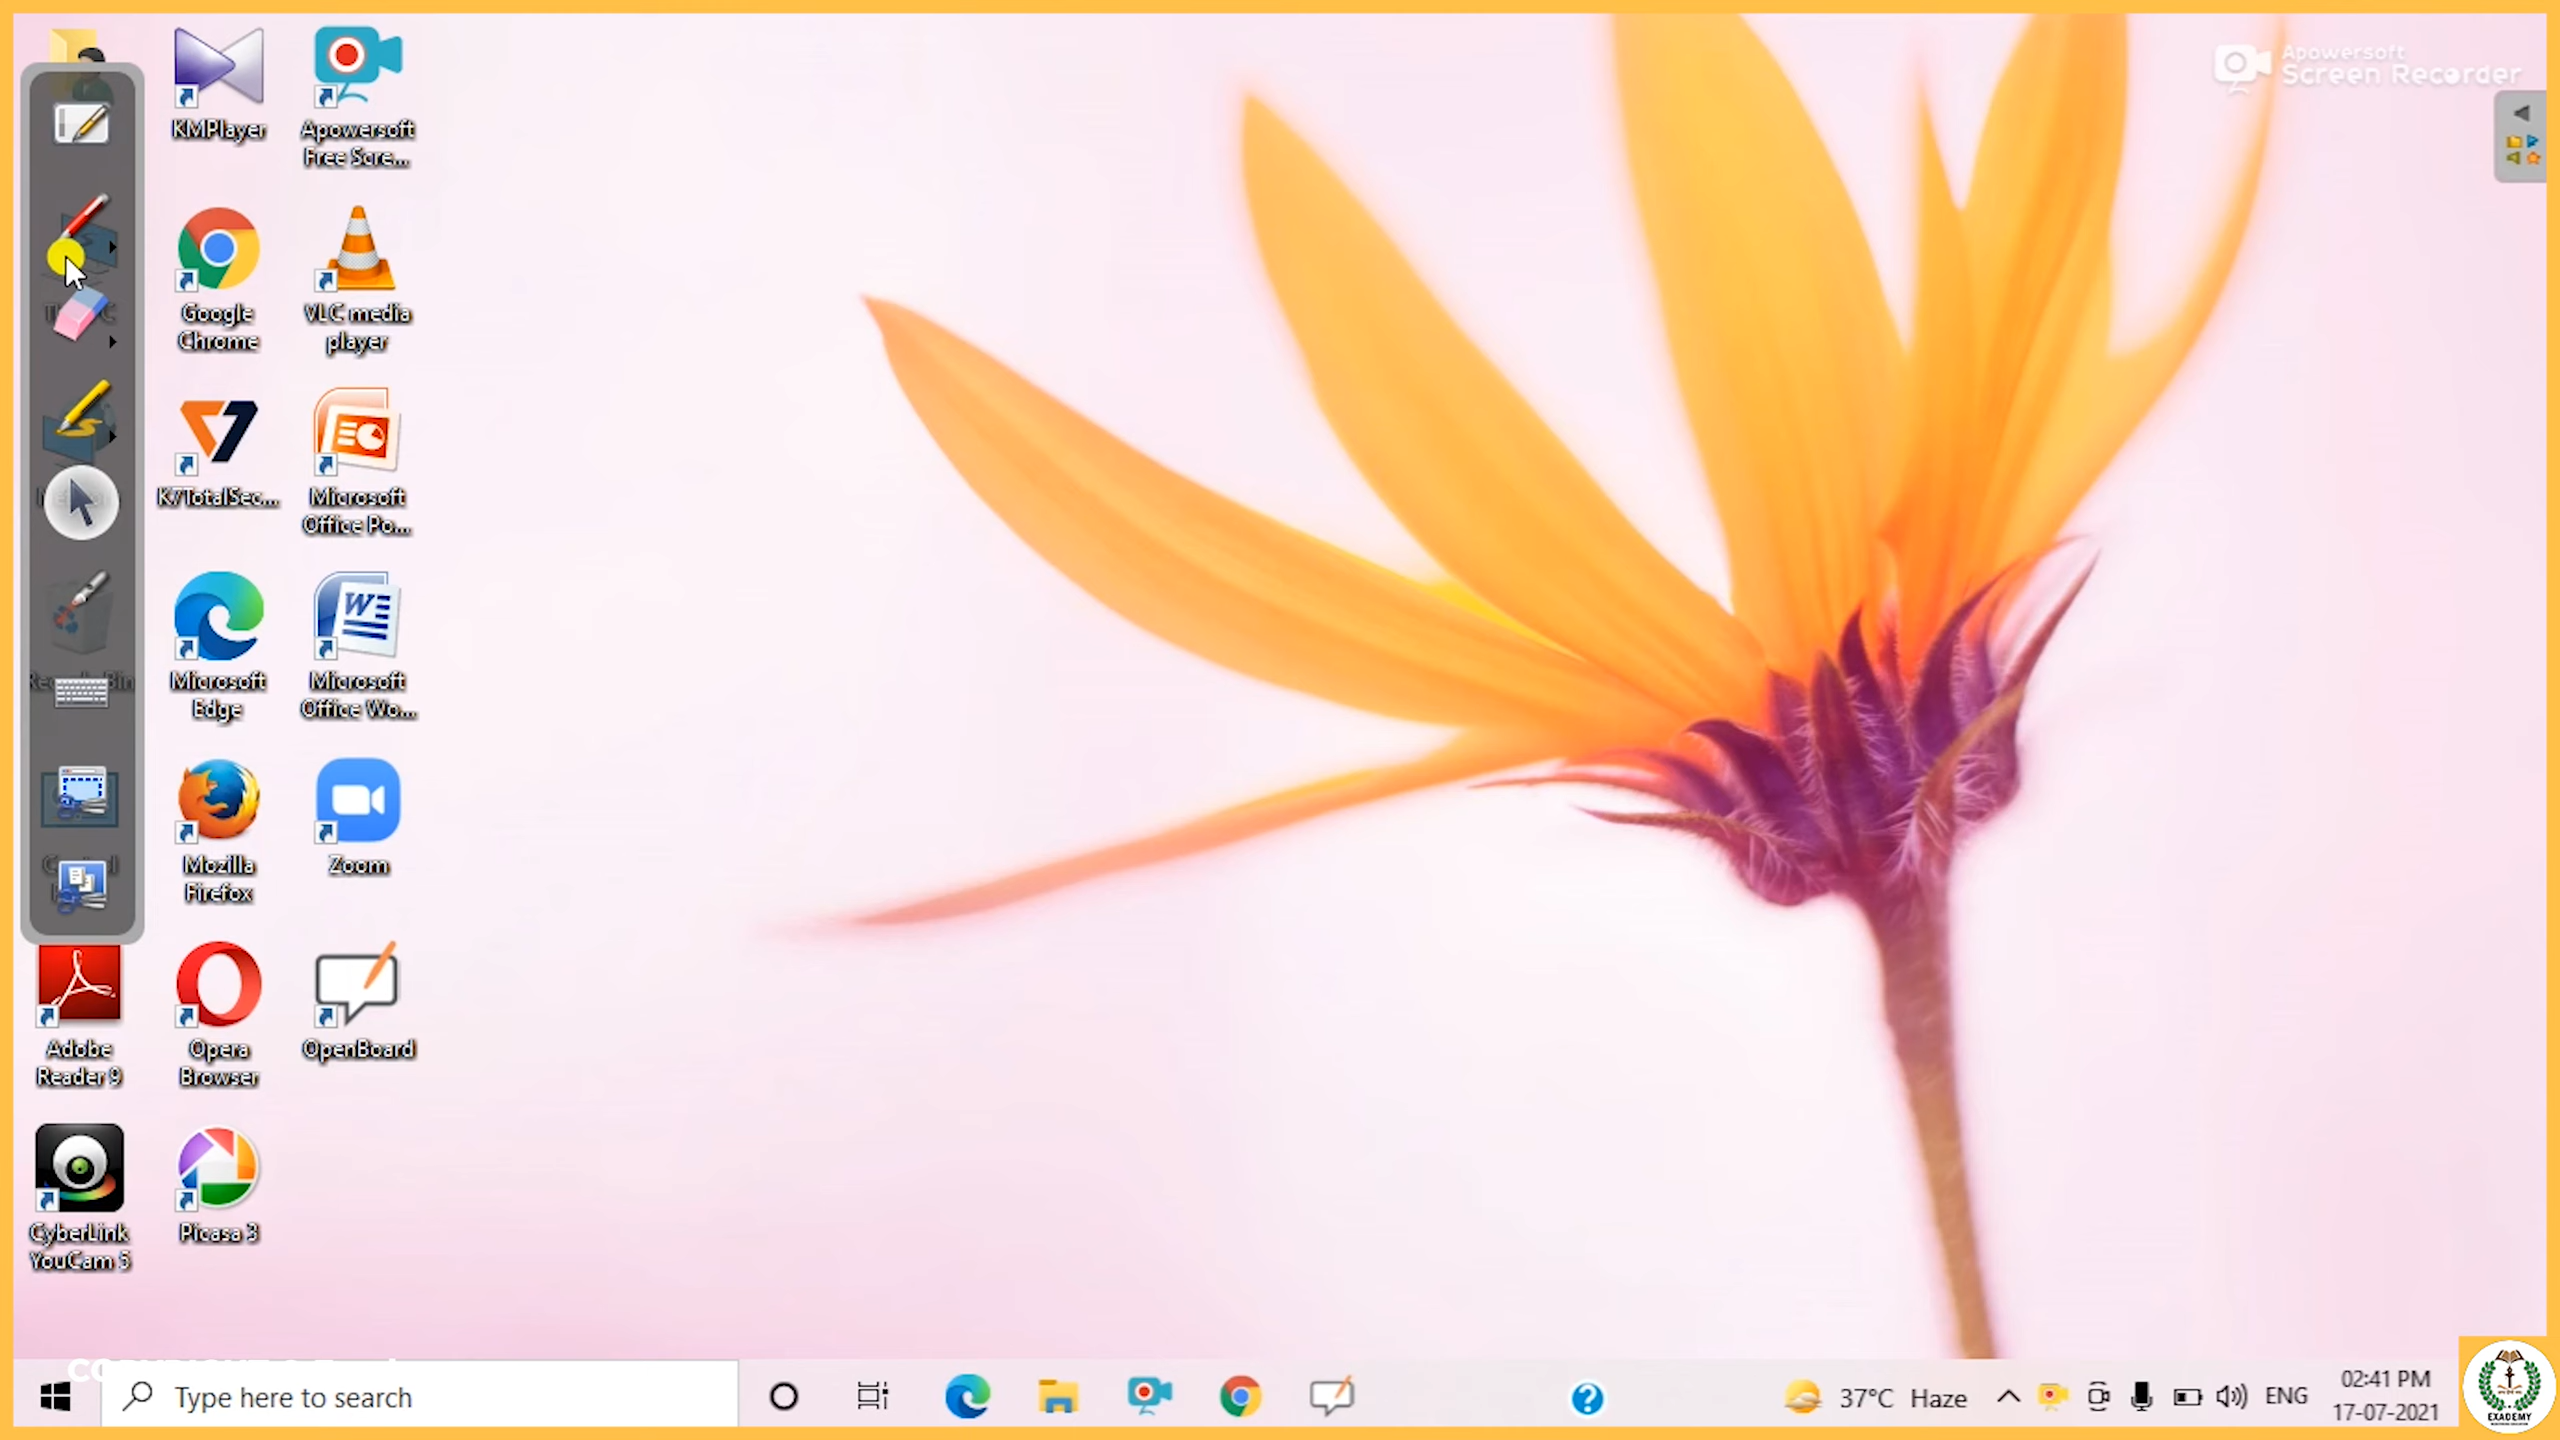 Apowersoft
Screen Recorder
KMPlayer
Apowersoft
Free Scre...
Google
Chrome
VLC media
player
K7TotalSec...
Microsoft
Office Po...
Microsoft
Edge
Microsoft
Office Wo...
Mozilla
Firefox
Zoom
Adobe
Reader 9
Opera
Browser
OpenBoard
CyberLink
YouCam 5
Picasa 3
Type here to search
37°C Haze
ENG
02:41 PM
17-07-2021
EXADEMY